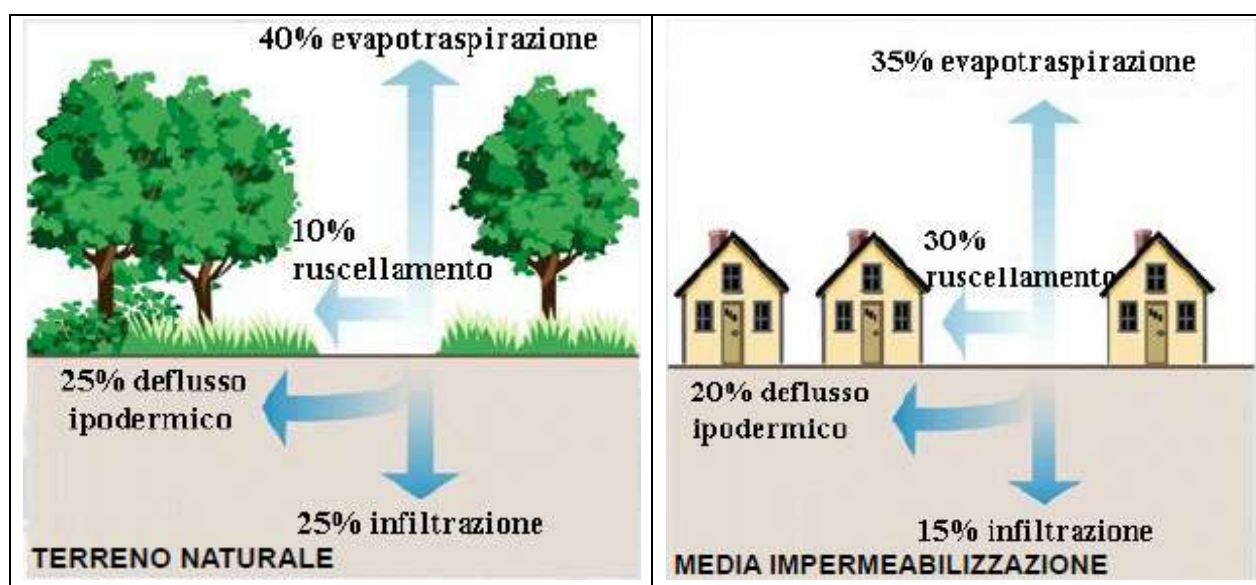 40% evapotraspirazione
10%
ruscellamento
25% deflusso
ipodermico
25% infiltrazione
TERRENO NATURALE
35% evapotraspirazione
30%
ruscellamento
20% deflusso
ipodermico
15% infiltrazione
MEDIA IMPERMEABILIZZAZIONE